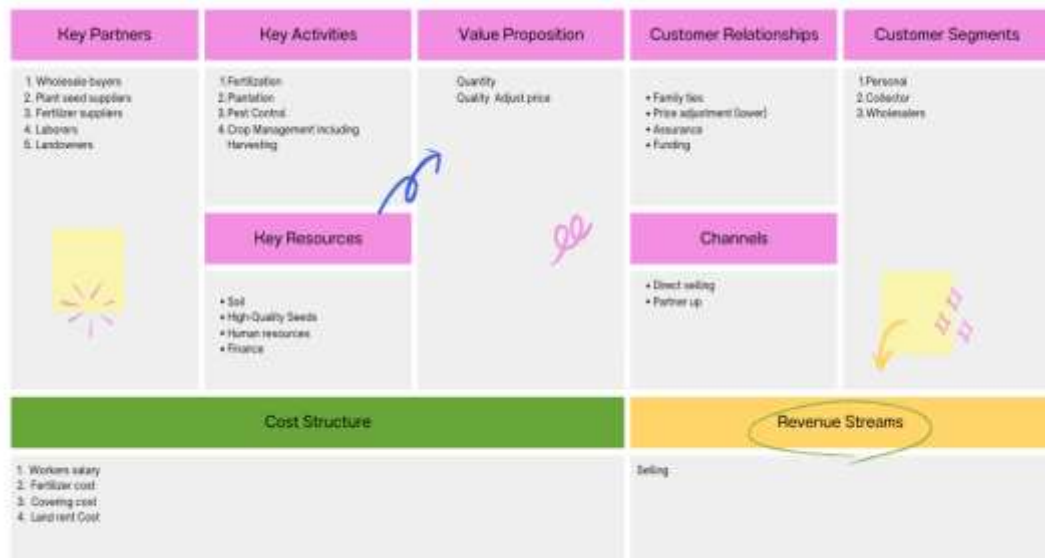 Key Partners
1. Wholesale buyers
2. Plant seed suppliers
3. Fertilizer suppliers
4. Laborers
5. Landowners
Key Activities
1.Fertilization
2.Plantation
3.Pest Control
4.Crop Management including
Harvesting
Key Resources
• Soil
• High-Quality Seeds
• Human resources
• Finance
Value Proposition
Quantity
Quality Adjust price
Customer Relationships
• Family ties
• Price adjustment (lower)
• Assurance
• Funding
Channels
• Direct selling
• Partner up
Customer Segments
1.Personal
2.Collector
3.Wholesalers
Cost Structure
1. Workers salary
2. Fertilizer cost
3. Covering cost
4. Land rent Cost
Revenue Streams
Selling